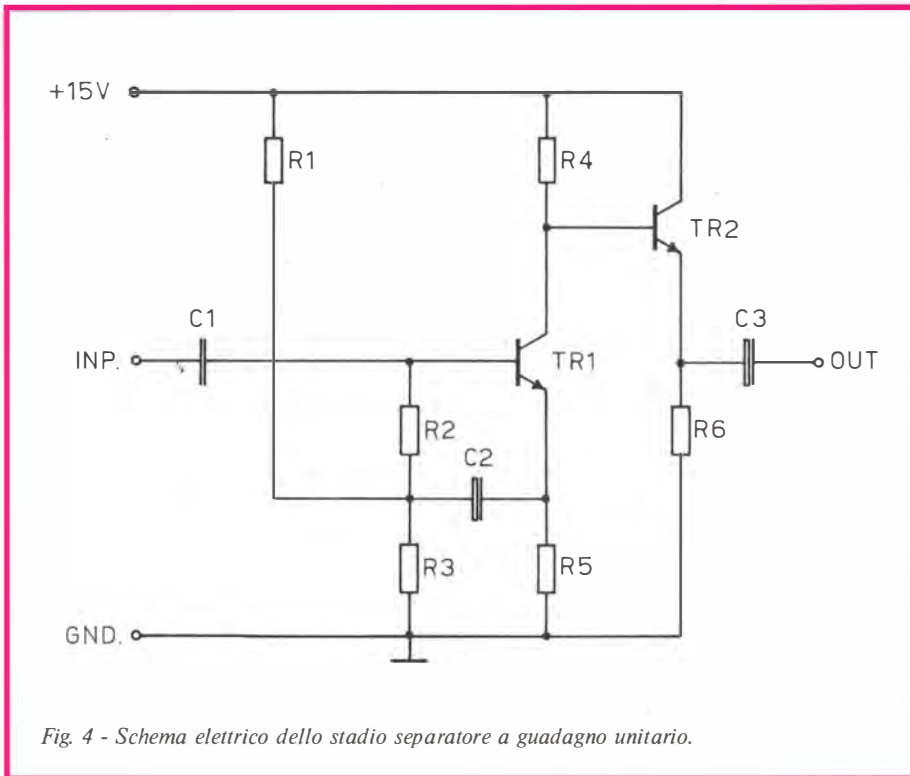 +15V
R1
R4
TR2
C1
C3
INP.
TR1
OUT
R2
R6
C2
R3
R5
GND.
Fig. 4 - Schema elettrico dello stadio separatore a guadagno unitario.